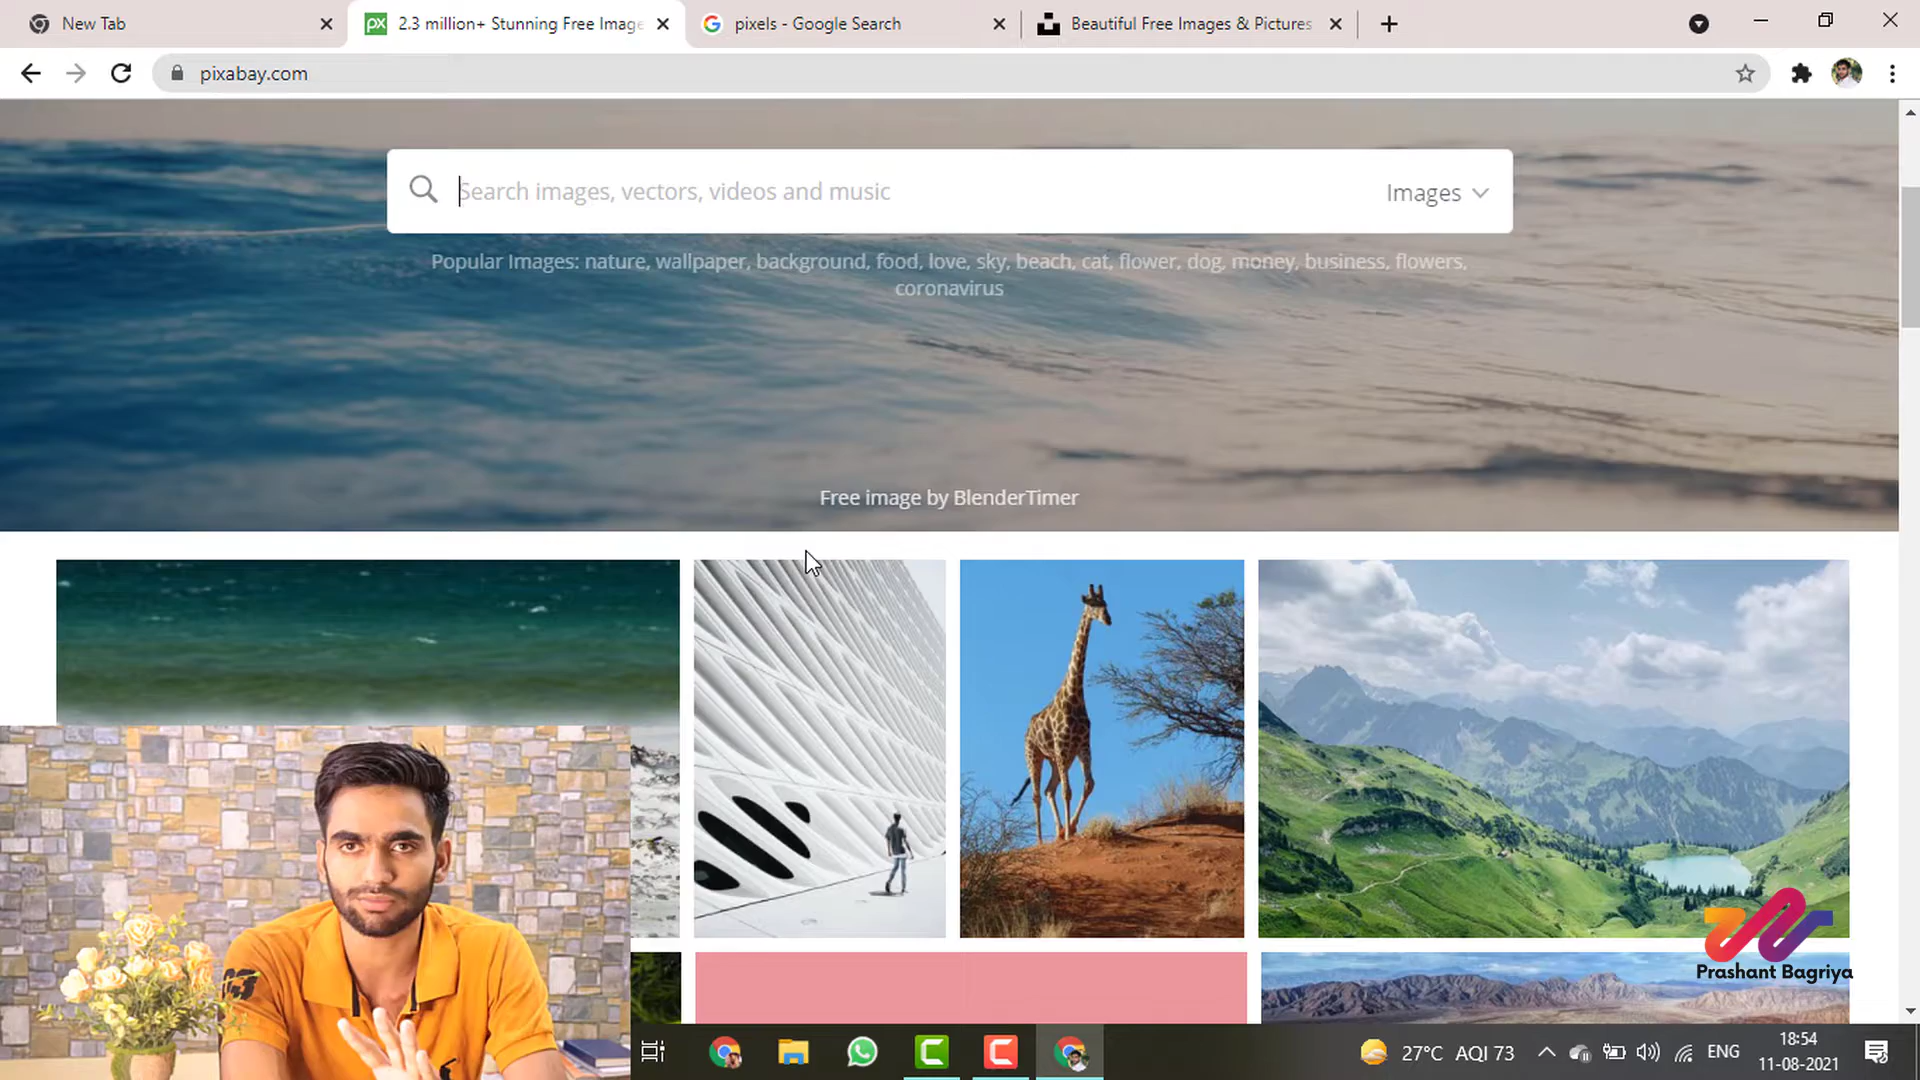 New Tab
2.3 million+ Stunning Free Image
pixels - Google Search
Beautiful Free Images & Pictures
pixabay.com
Search images, vectors, videos and music
Images
Popular Images: nature, wallpaper, background, food, love, sky, beach, cat, flower, dog, money, business, flowers,
coronavirus
Free image by BlenderTimer
Prashant Bagriya
27°C AQI 73
ENG
18:54
11-08-2021